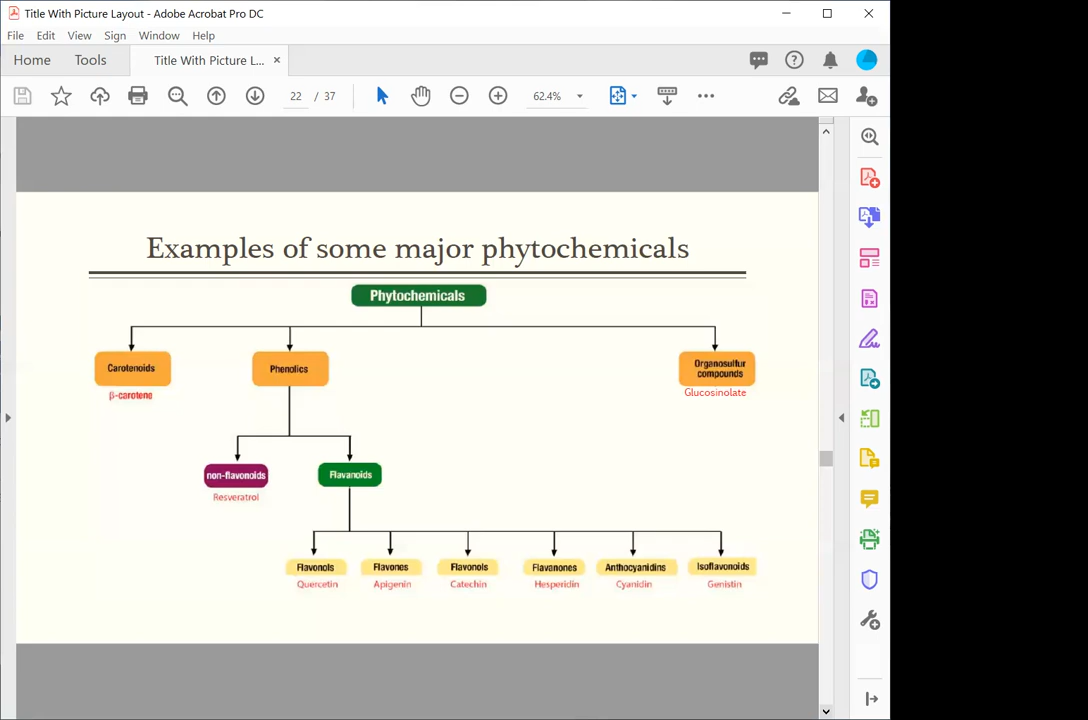 Title With Picture Layout - Adobe Acrobat Pro DC
File Edit View Sign Window Help
Home Tools Title With Picture L... ×
22 / 37 62.4%
Examples of some major phytochemicals
Phytochemicals
Carotenoids
β-carotene
Phenolics
Organosulfur
compounds
Glucosinolate
non-flavonoids
Resveratrol
Flavanoids
Flavonols Flavones Flavonols Flavanones Anthocyanidins Isoflavonoids
Quercetin Apigenin Catechin Hesperidin Cyanidin Genistin